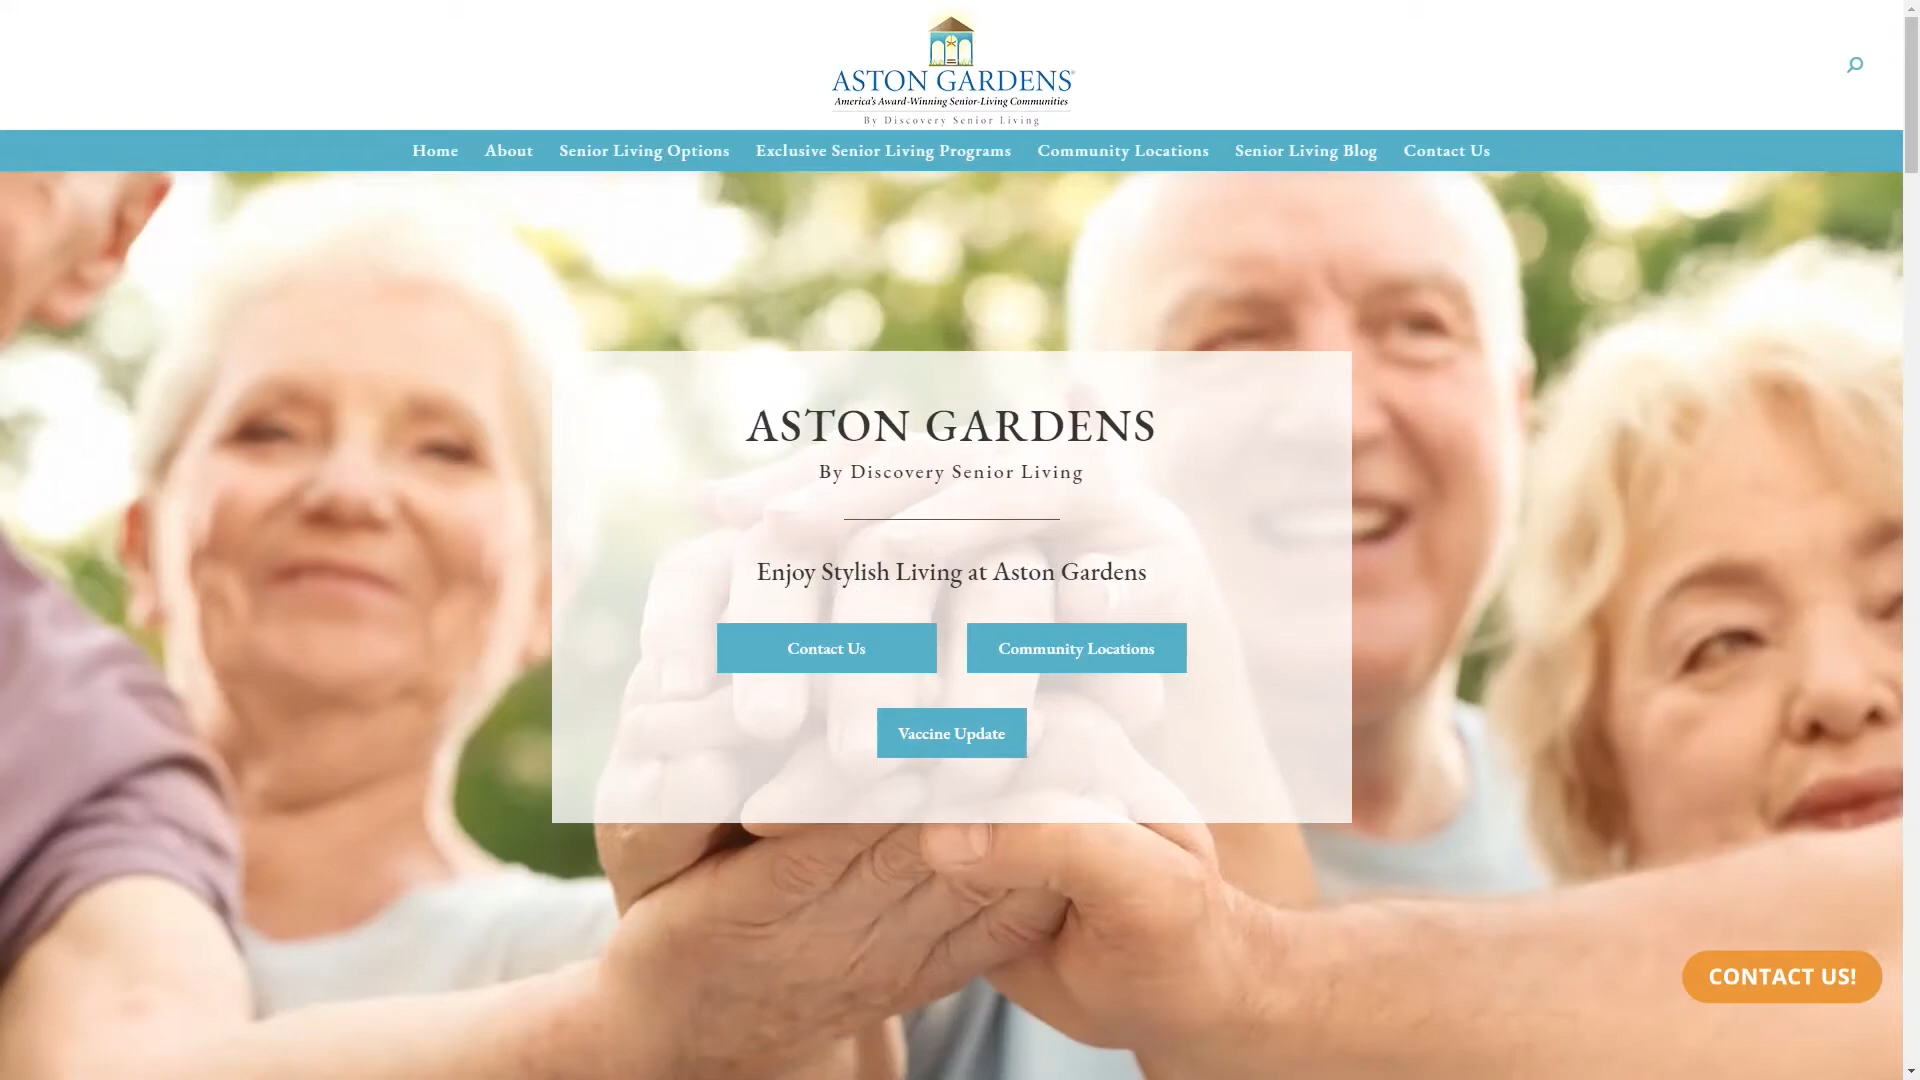 ASTON GARDENS®
America's Award-Winning Senior-Living Communities
By Discovery Senior Living
Home About Senior Living Options Exclusive Senior Living Programs Community Locations Senior Living Blog Contact Us
ASTON GARDENS
By Discovery Senior Living
Enjoy Stylish Living at Aston Gardens
Contact Us Community Locations
Vaccine Update
CONTACT US!